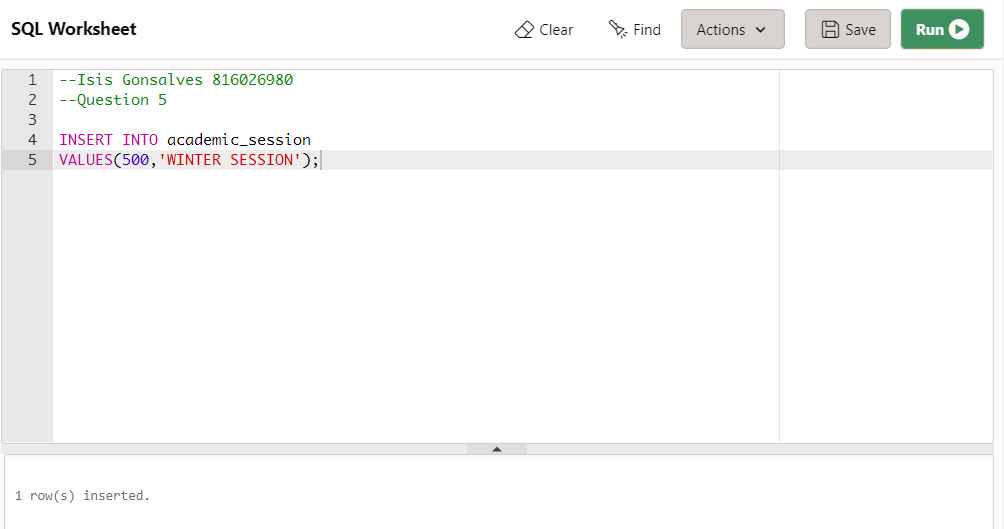 SQL Worksheet Clear Find Actions Save Run
1 --Isis Gonsalves 816026980
2 --Question 5
3
4 INSERT INTO academic_session
5 VALUES(500,'WINTER SESSION');
1 row(s) inserted.